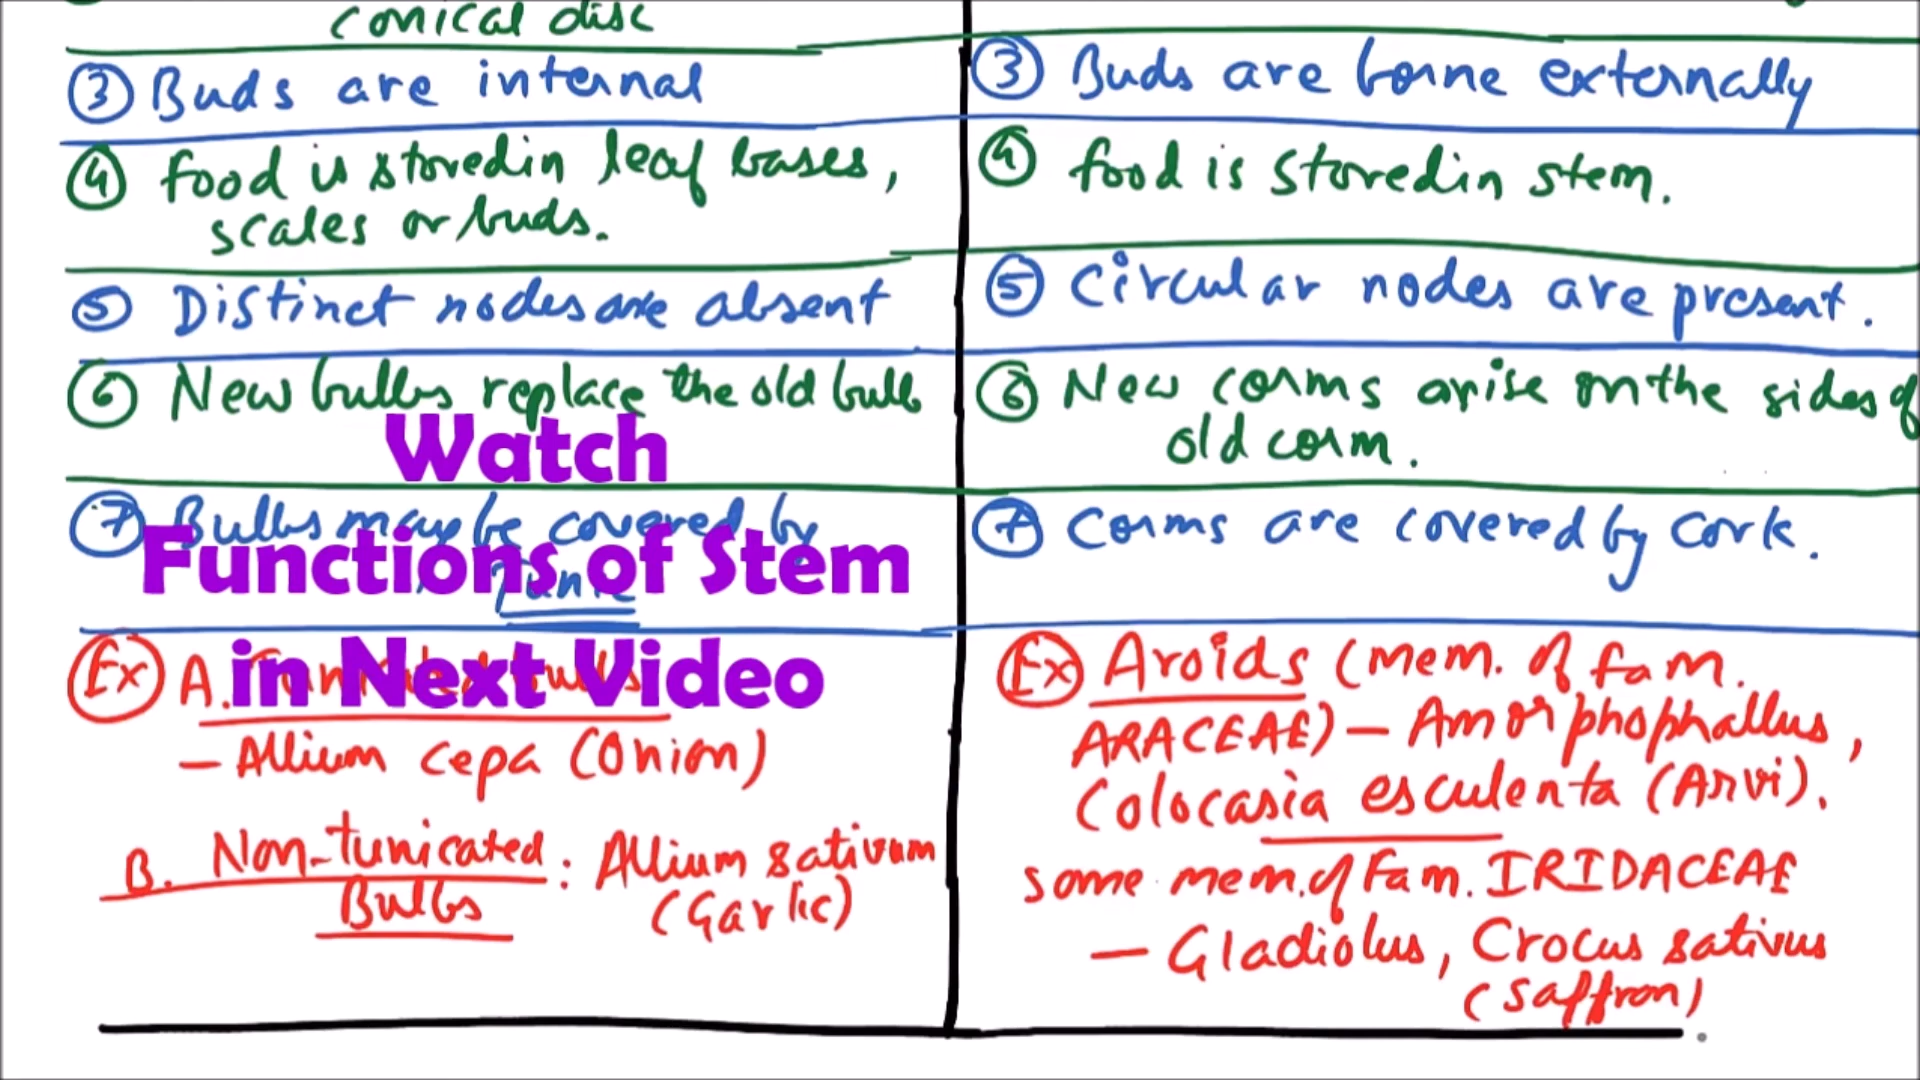 conical disc
③ Buds are internal
④ food is stored in leaf bases,
scales or buds.
⑤ Distinct nodes are absent
⑥ New bulbs replace the old bulb
⑦ Bulbs may be covered by
Tunic
Ex A. Tunicated bulbs
— Allium cepa (Onion)
B. Non-tunicated : Allium sativum
Bulbs (Garlic)
Watch
Functions of Stem
in Next Video
③ Buds are borne externally
④ food is stored in stem.
⑤ Circular nodes are present.
⑥ New corms arise on the sides of
old corm.
⑦ Corms are covered by cork.
Ex Aroids (mem. of fam.
ARACEAE) — Amorphophallus,
Colocasia esculenta (Arvi).
some mem. of Fam. IRIDACEAE
— Gladiolus, Crocus sativus
(saffron)